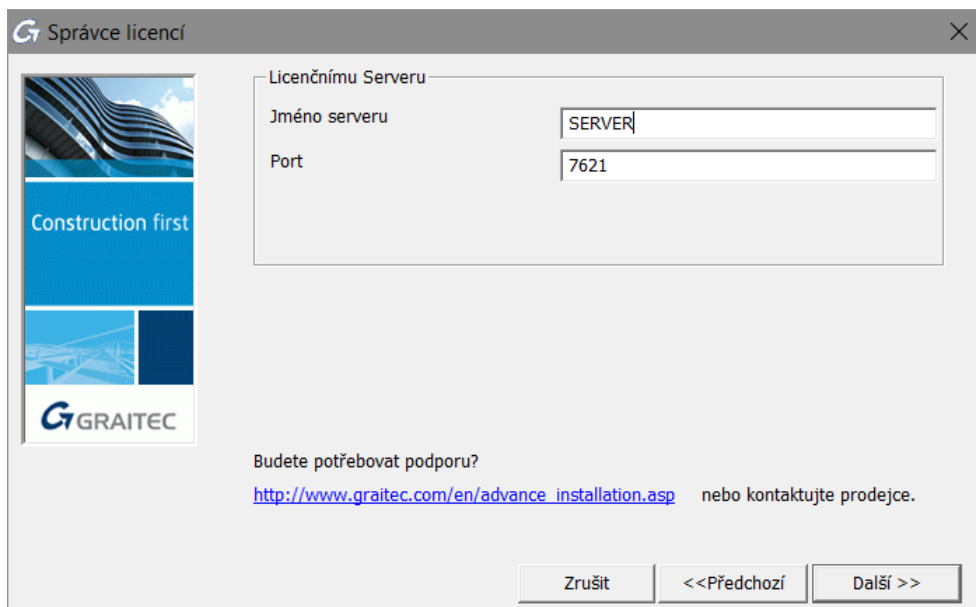 Správce licencí
Licenčnímu Serveru
Jméno serveru
SERVER
Port
7621
Construction first
GRAITEC
Budete potřebovat podporu?
http://www.graitec.com/en/advance_installation.asp nebo kontaktujte prodejce.
Zrušit <<Předchozí Další >>